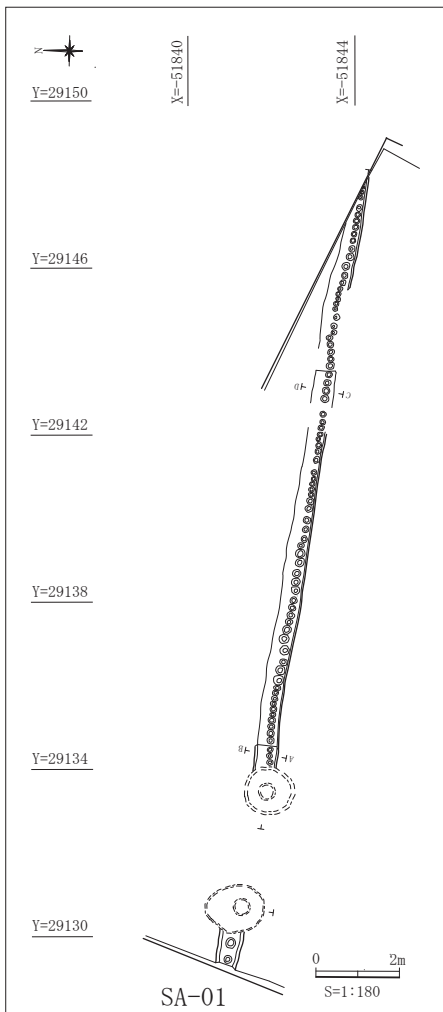 N
X=-51840
X=-51844
Y=29150
Y=29146
D
C
Y=29142
Y=29138
Y=29134
B
A
Y=29130
0 2m
S=1:180
SA-01